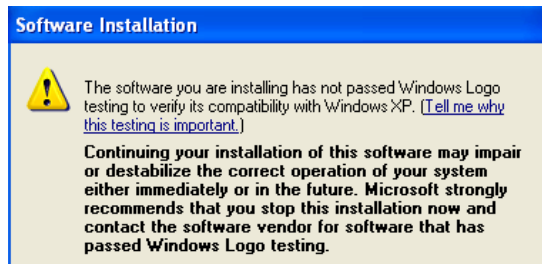 Software Installation
The software you are installing has not passed Windows Logo
testing to verify its compatibility with Windows XP. (Tell me why
this testing is important.)
Continuing your installation of this software may impair
or destabilize the correct operation of your system
either immediately or in the future. Microsoft strongly
recommends that you stop this installation now and
contact the software vendor for software that has
passed Windows Logo testing.